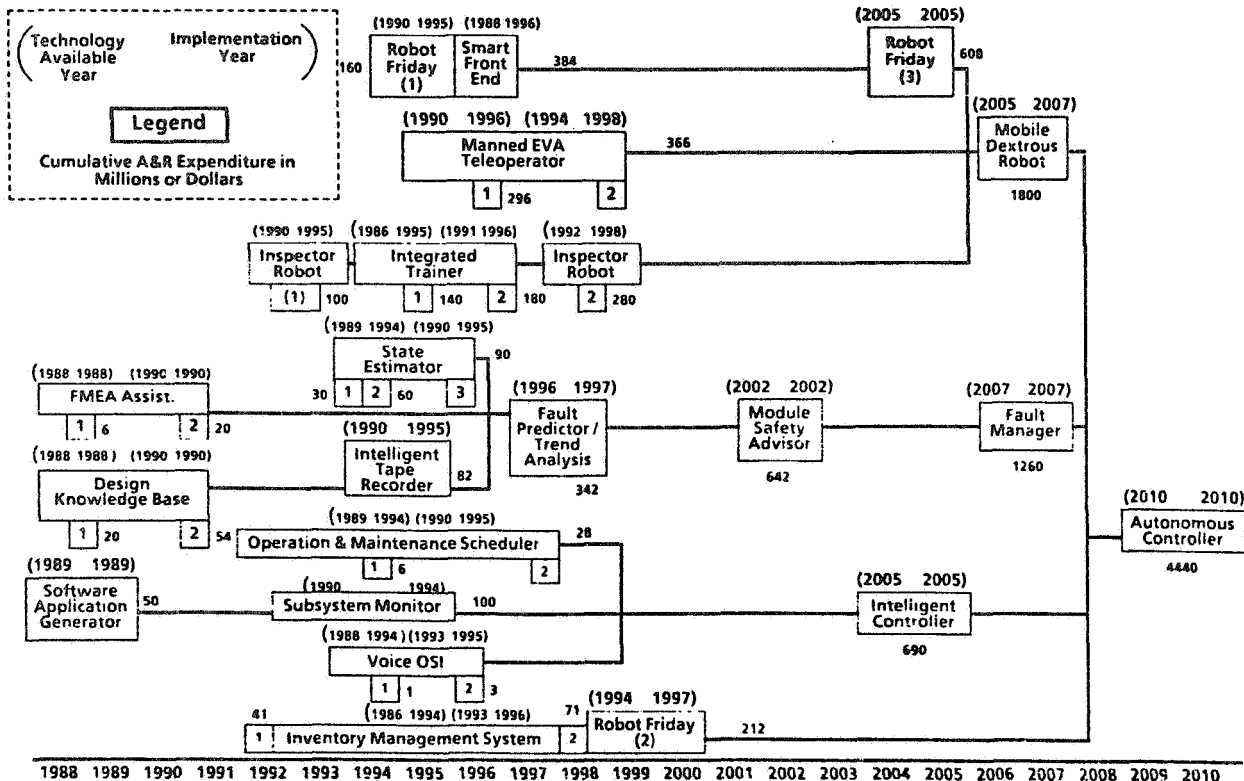 (Technology Available Year
Implementation Year)
Legend
Cumulative A&R Expenditure in
Millions or Dollars
(1990 1995) (1988 1996)
160
Robot
Friday
(1)
Smart
Front
End
384
(2005 2005)
Robot
Friday
(3)
608
(1990 1996) (1994 1998)
Manned EVA
Teleoperator
1
296
2
366
(2005 2007)
Mobile
Dextrous
Robot
1800
(1990 1995)
Inspector
Robot
(1)
100
(1986 1995) (1991 1996)
Integrated
Trainer
1
140
2
180
(1992 1998)
Inspector
Robot
2
280
(1989 1994) (1990 1995)
State
Estimator
30
1
2
60
3
90
(1988 1988) (1990 1990)
FMEA Assist.
1
6
2
20
(1990 1995)
Intelligent
Tape
Recorder
82
(1996 1997)
Fault
Predictor /
Trend
Analysis
342
(2002 2002)
Module
Safety
Advisor
642
(2007 2007)
Fault
Manager
1260
(1988 1988) (1990 1990)
Design
Knowledge Base
1
20
2
54
(1989 1994) (1990 1995)
Operation & Maintenance Scheduler
1
6
2
28
(2010 2010)
Autonomous
Controller
4440
(1989 1989)
Software
Application
Generator
50
(1990 1994)
Subsystem Monitor
100
(2005 2005)
Intelligent
Controller
690
(1988 1994) (1993 1995)
Voice OSI
1
1
2
3
41
(1986 1994) (1993 1996)
71
1
Inventory Management System
2
(1994 1997)
Robot Friday
(2)
212
1988 1989 1990 1991 1992 1993 1994 1995 1996 1997 1998 1999 2000 2001 2002 2003 2004 2005 2006 2007 2008 2009 2010